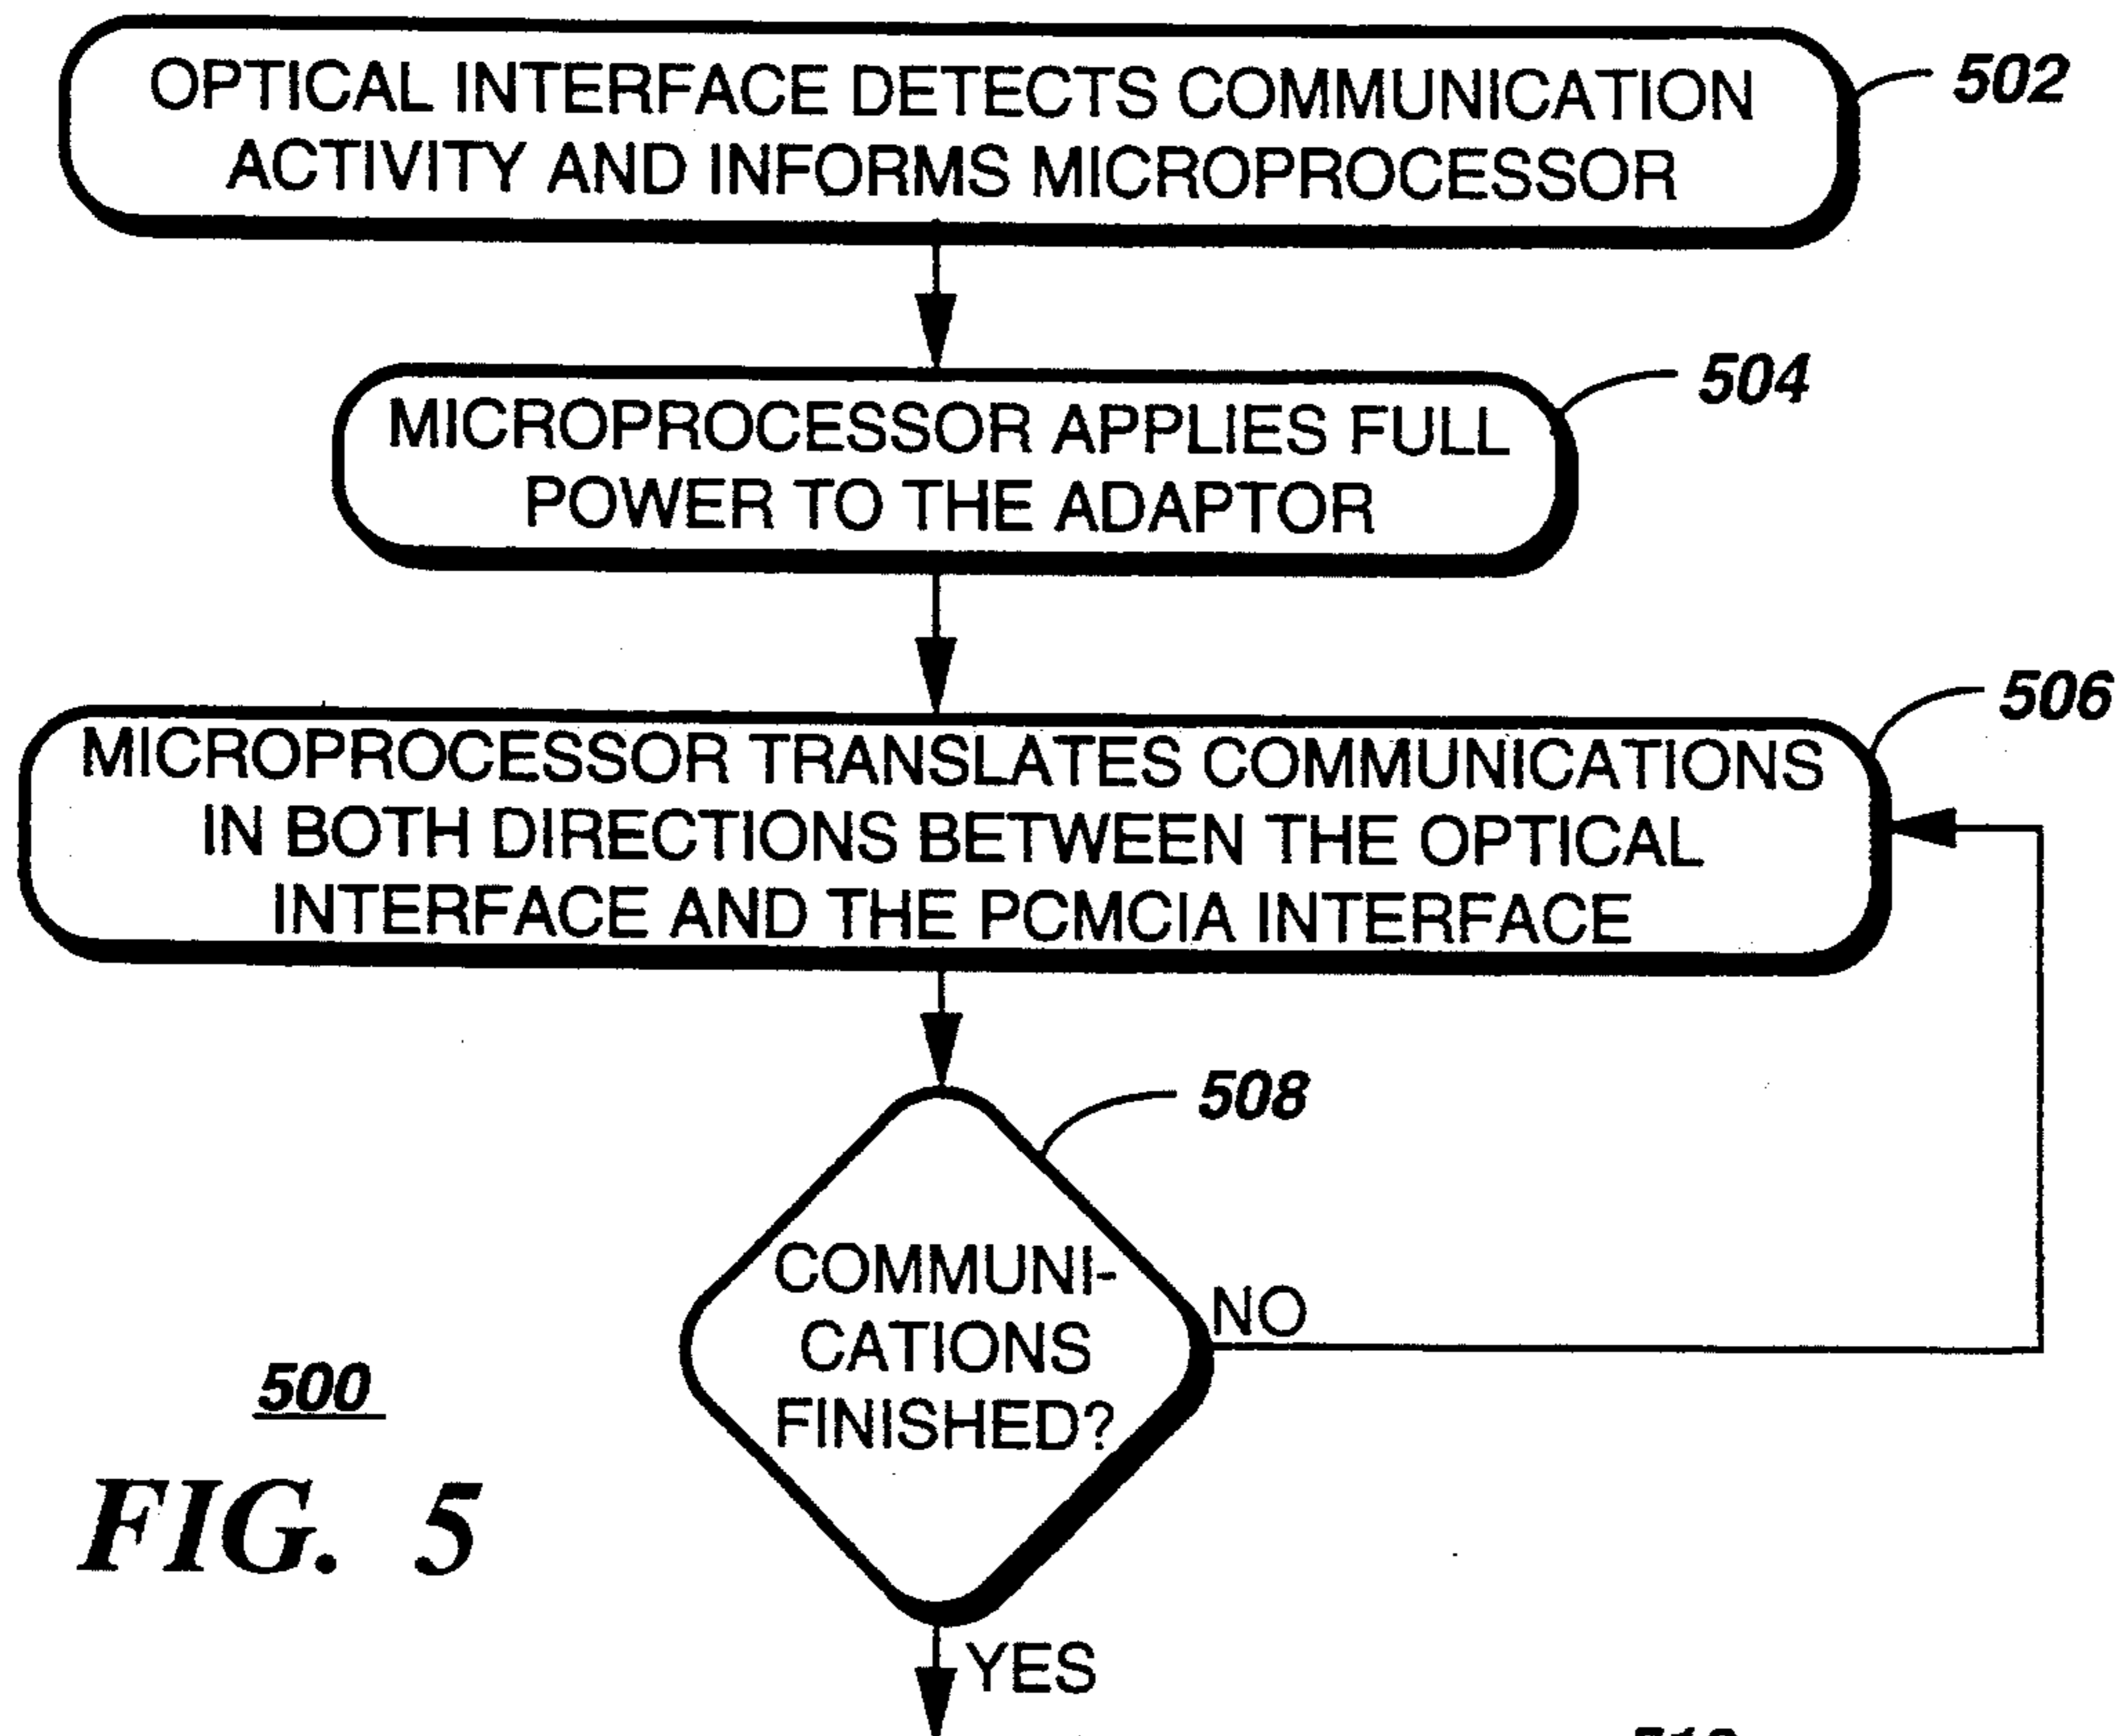 OPTICAL INTERFACE DETECTS COMMUNICATION
ACTIVITY AND INFORMS MICROPROCESSOR
502
MICROPROCESSOR APPLIES FULL
POWER TO THE ADAPTOR
504
MICROPROCESSOR TRANSLATES COMMUNICATIONS
IN BOTH DIRECTIONS BETWEEN THE OPTICAL
INTERFACE AND THE PCMCIA INTERFACE
506
508
COMMUNI-
CATIONS
FINISHED?
NO
YES
500
FIG. 5